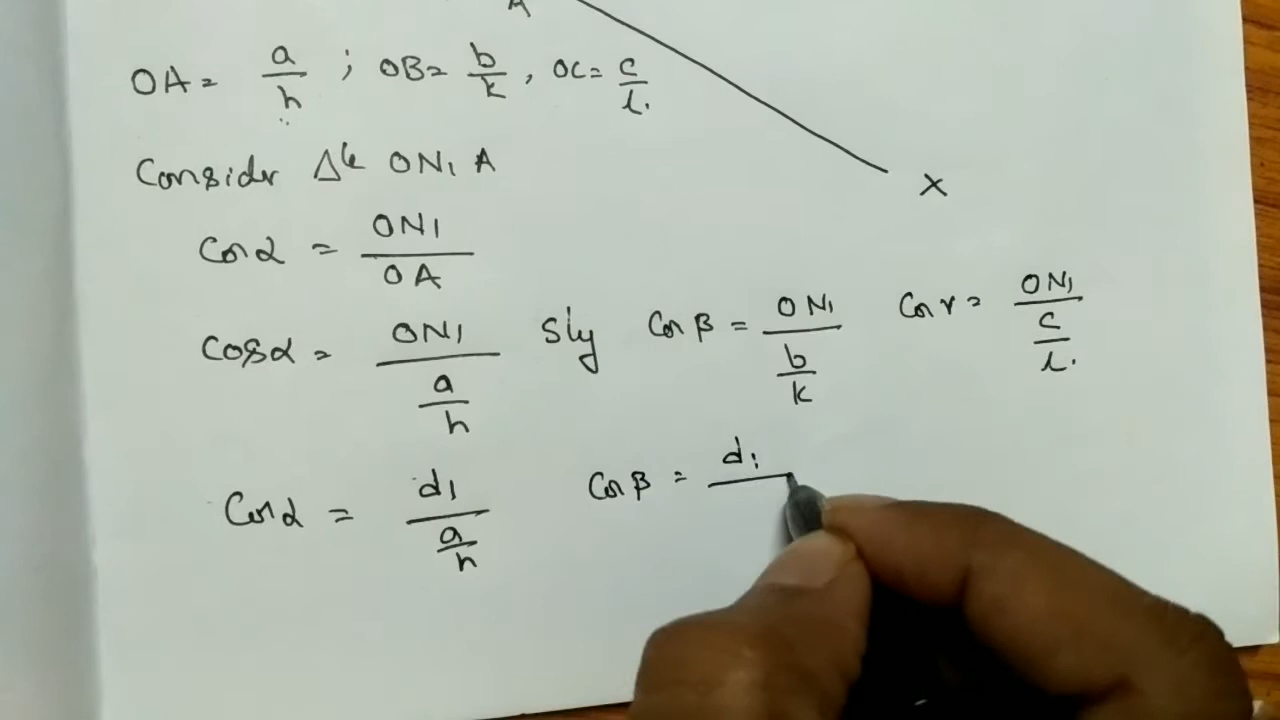 A
OA = a/h ; OB = b/k , OC = c/l.
X
Consider Δle ON1 A
Cos α = ON1/OA
Cos α = ON1/(a/h) Sly Cos β = ON1/(b/k) Cos γ = ON1/(c/l.)
Cos α = d1/(a/h) Cos β = d1/